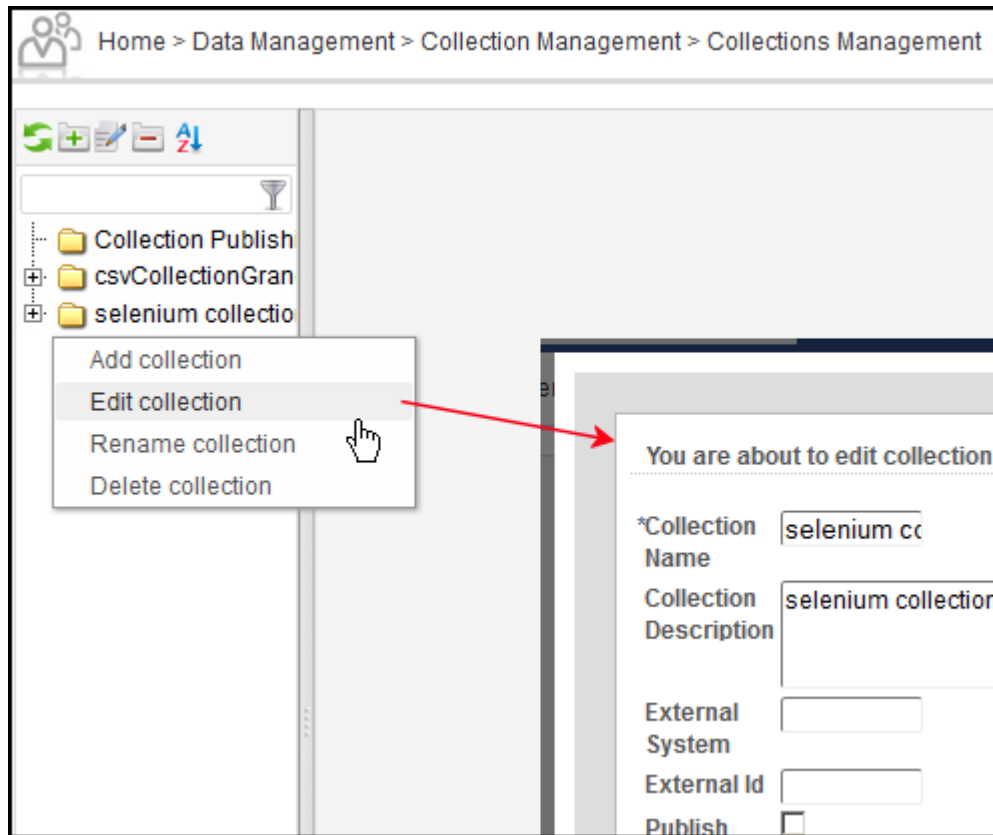 Home > Data Management > Collection Management > Collections Management
Collection Publishi
csvCollectionGran
selenium collectio
Add collection
Edit collection
Rename collection
Delete collection
You are about to edit collection
*Collection
Name
selenium co
Collection
Description
selenium collection
External
System
External Id
Publish